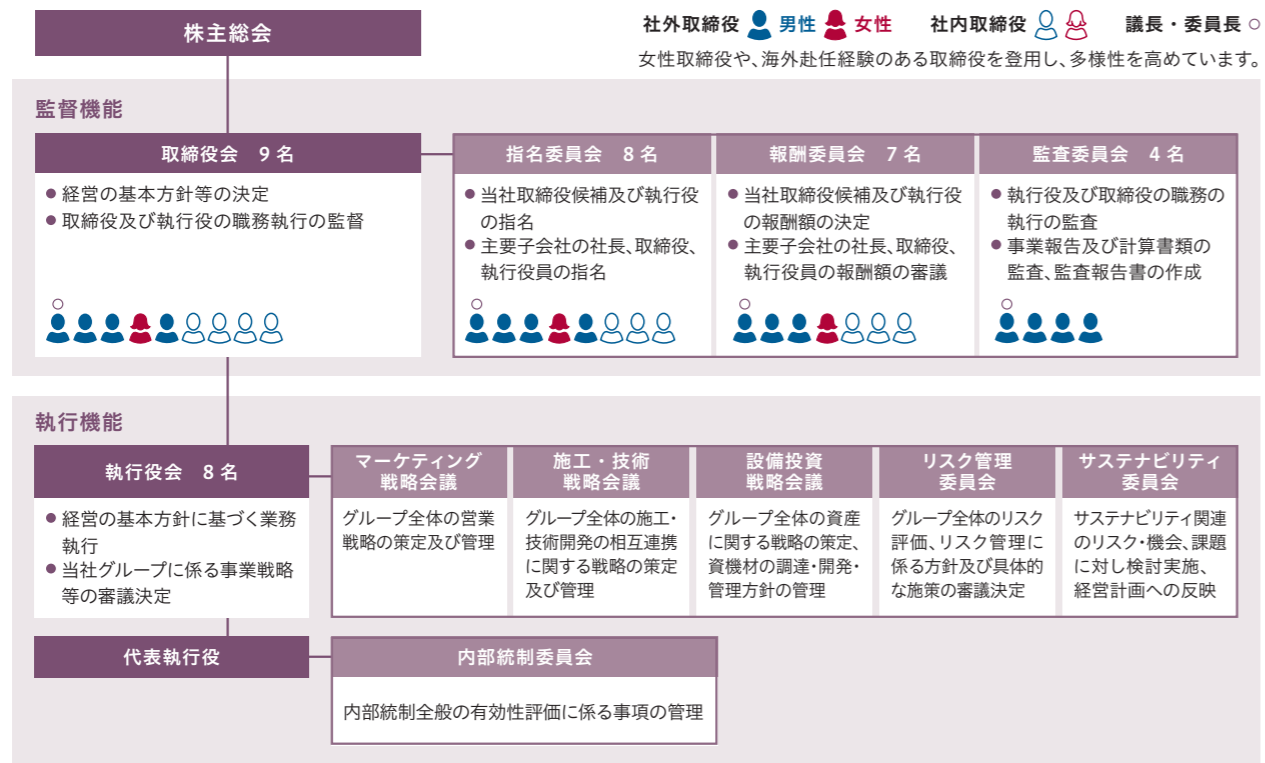 株主総会
社外取締役 男性 女性 社内取締役 議長・委員長 ○
女性取締役や、海外赴任経験のある取締役を登用し、多様性を高めています。
監督機能
取締役会 9名
● 経営の基本方針等の決定
● 取締役及び執行役の職務執行の監督
指名委員会 8名
● 当社取締役候補及び執行役
の指名
● 主要子会社の社長、取締役、
執行役員の指名
報酬委員会 7名
● 当社取締役候補及び執行役
の報酬額の決定
● 主要子会社の社長、取締役、
執行役員の報酬額の審議
監査委員会 4名
● 執行役及び取締役の職務の
執行の監査
● 事業報告及び計算書類の
監査、監査報告書の作成
執行機能
執行役会 8名
● 経営の基本方針に基づく業務
執行
● 当社グループに係る事業戦略
等の審議決定
マーケティング
戦略会議
グループ全体の営業
戦略の策定及び管理
施工・技術
戦略会議
グループ全体の施工・
技術開発の相互連携
に関する戦略の策定
及び管理
設備投資
戦略会議
グループ全体の資産
に関する戦略の策定、
資機材の調達・開発・
管理方針の管理
リスク管理
委員会
グループ全体のリスク
評価、リスク管理に
係る方針及び具体的
な施策の審議決定
サステナビリティ
委員会
サステナビリティ関連
のリスク・機会、課題
に対し検討実施、
経営計画への反映
代表執行役
内部統制委員会
内部統制全般の有効性評価に係る事項の管理